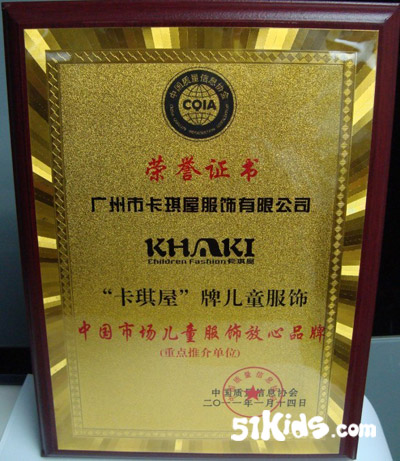 中国质量信息协会
CQIA
荣誉证书
广州市卡琪屋服饰有限公司
KHAKI
Children Fashion 卡琪屋
“卡琪屋”牌儿童服饰
中国市场儿童服饰放心品牌
(重点推介单位)
中国质量信息协会
二〇一一年一月十四日
51Kids.com